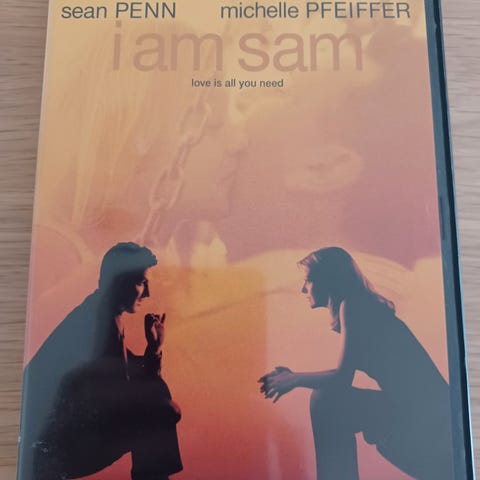 sean PENN michelle PFEIFFER
i am sam
love is all you need